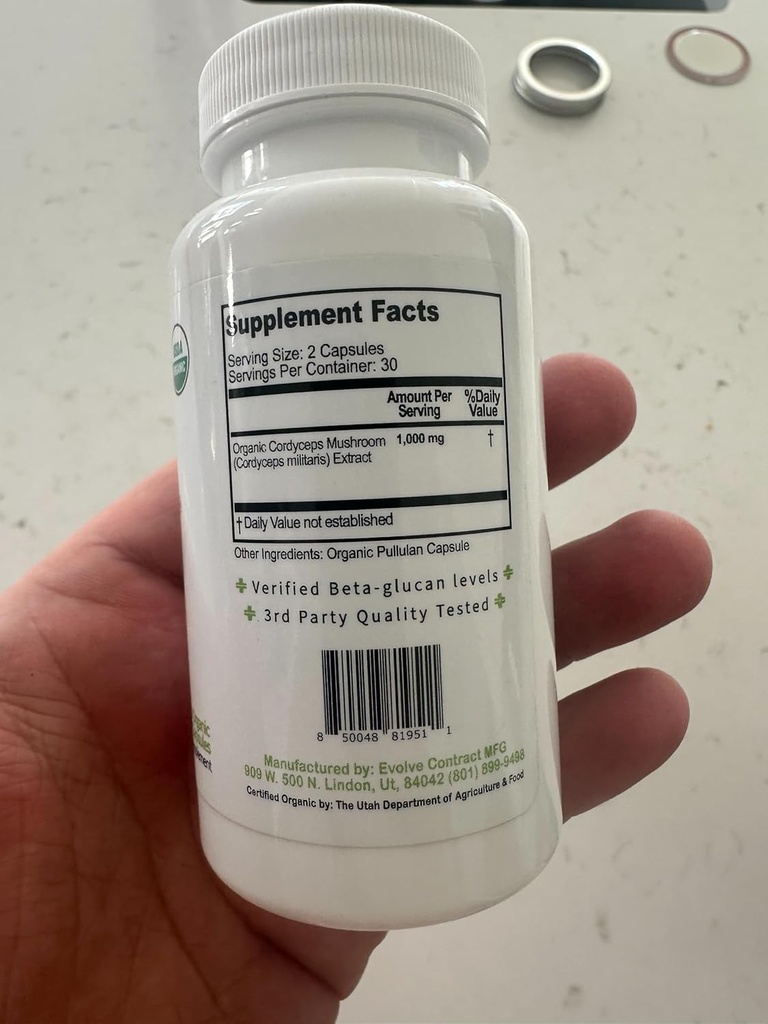 Supplement Facts
Serving Size: 2 Capsules
Servings Per Container: 30
Amount Per Serving %Daily Value
Organic Cordyceps Mushroom 1,000 mg †
(Cordyceps militaris) Extract
† Daily Value not established
Other Ingredients: Organic Pullulan Capsule
Verified Beta-glucan levels
3rd Party Quality Tested
8 50048 81951 1
Manufactured by: Evolve Contract MFG
909 W. 500 N. Lindon, Ut, 84042 (801) 899-9498
Certified Organic by: The Utah Department of Agriculture & Food